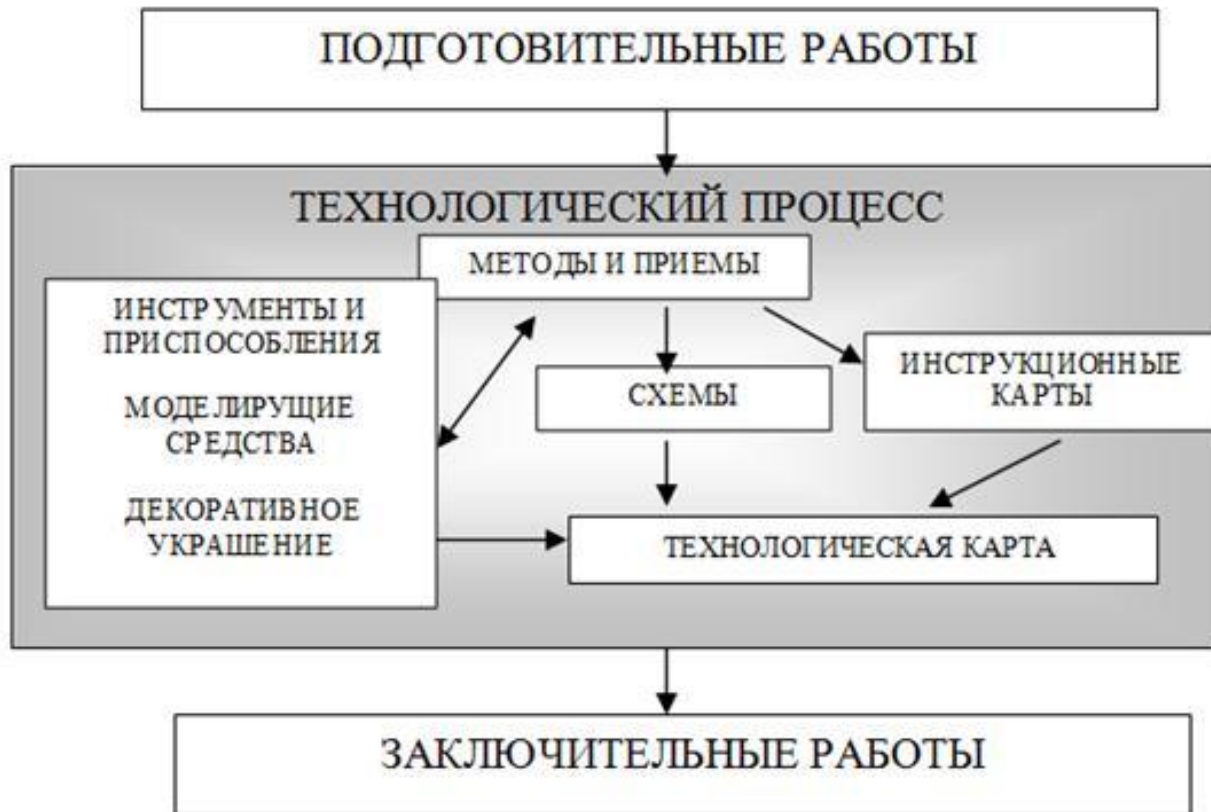 ПОДГОТОВИТЕЛЬНЫЕ РАБОТЫ
ТЕХНОЛОГИЧЕСКИЙ ПРОЦЕСС
МЕТОДЫ И ПРИЕМЫ
ИНСТРУМЕНТЫ И
ПРИСПОСОБЛЕНИЯ
МОДЕЛИРУЩИЕ
СРЕДСТВА
ДЕКОРАТИВНОЕ
УКРАШЕНИЕ
СХЕМЫ
ИНСТРУКЦИОННЫЕ
КАРТЫ
ТЕХНОЛОГИЧЕСКАЯ КАРТА
ЗАКЛЮЧИТЕЛЬНЫЕ РАБОТЫ